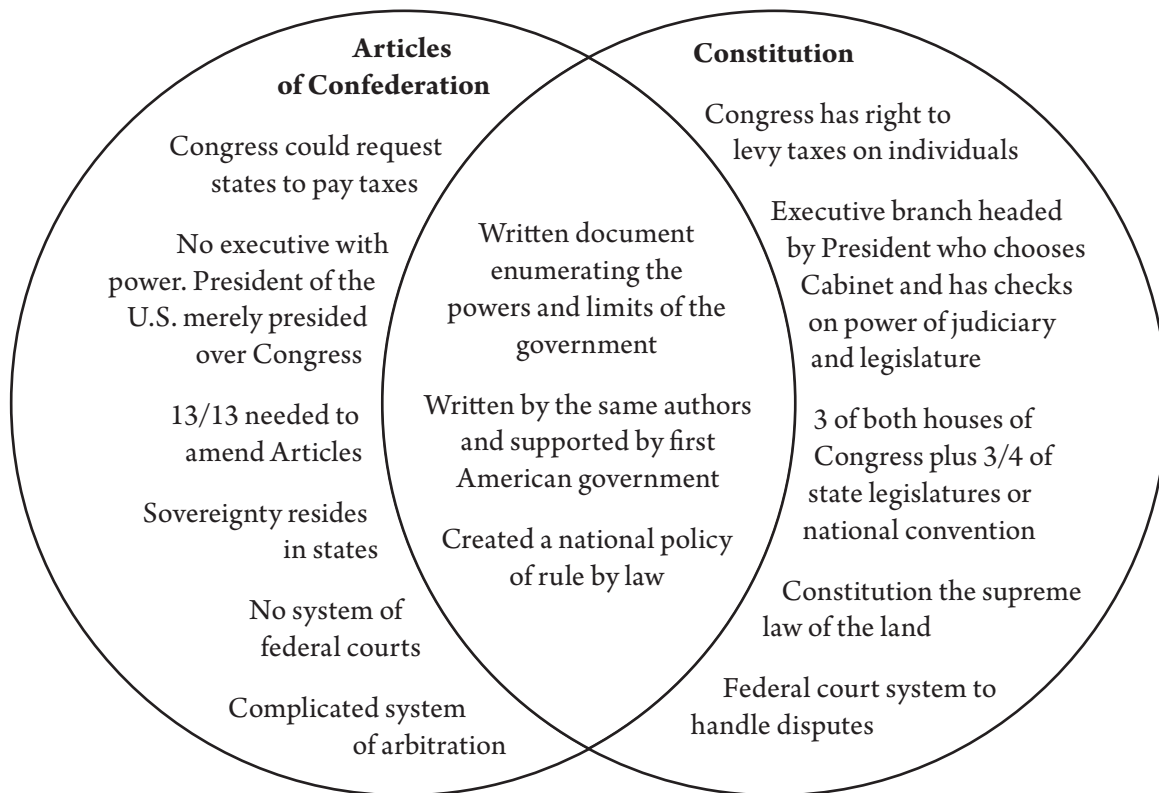 Articles
of Confederation
Congress could request
states to pay taxes
No executive with
power. President of the
U.S. merely presided
over Congress
13/13 needed to
amend Articles
Sovereignty resides
in states
No system of
federal courts
Complicated system
of arbitration
Written document
enumerating the
powers and limits of the
government
Written by the same authors
and supported by first
American government
Created a national policy
of rule by law
Constitution
Congress has right to
levy taxes on individuals
Executive branch headed
by President who chooses
Cabinet and has checks
on power of judiciary
and legislature
3 of both houses of
Congress plus 3/4 of
state legislatures or
national convention
Constitution the supreme
law of the land
Federal court system to
handle disputes